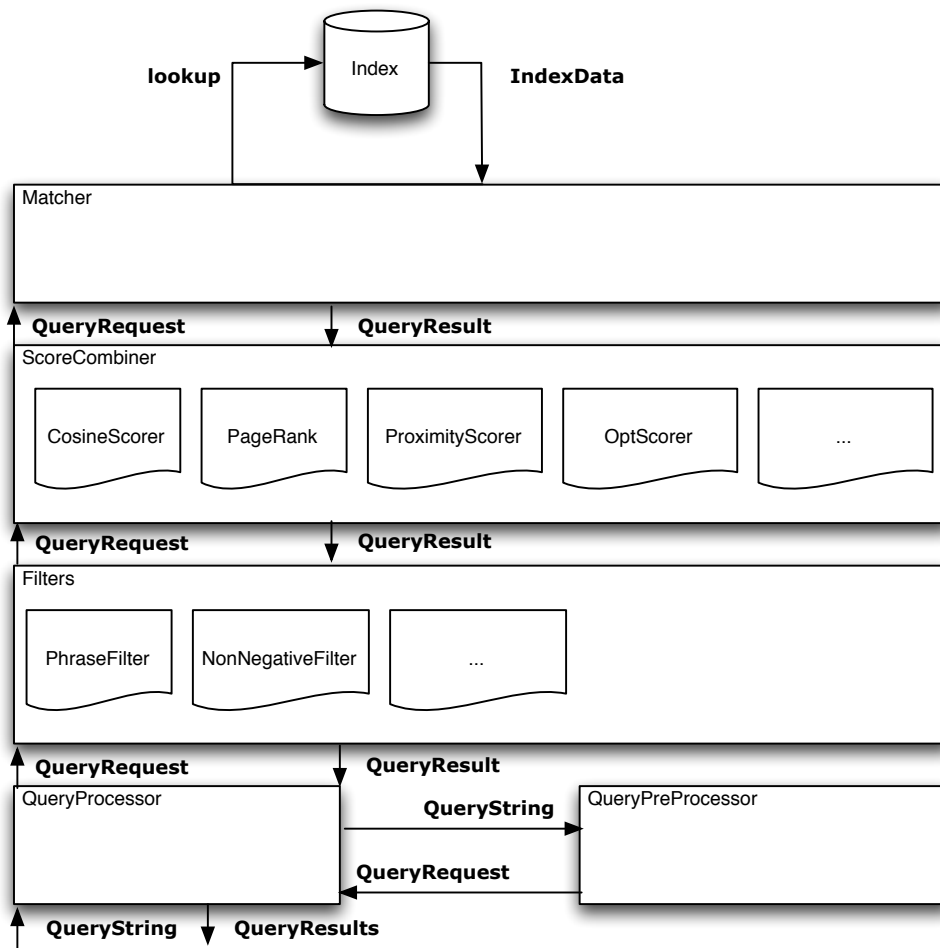 lookup
Index
IndexData
Matcher
QueryRequest
QueryResult
ScoreCombiner
CosineScorer
PageRank
ProximityScorer
OptScorer
...
QueryRequest
QueryResult
Filters
PhraseFilter
NonNegativeFilter
...
QueryRequest
QueryResult
QueryProcessor
QueryPreProcessor
QueryString
QueryRequest
QueryString
QueryResults